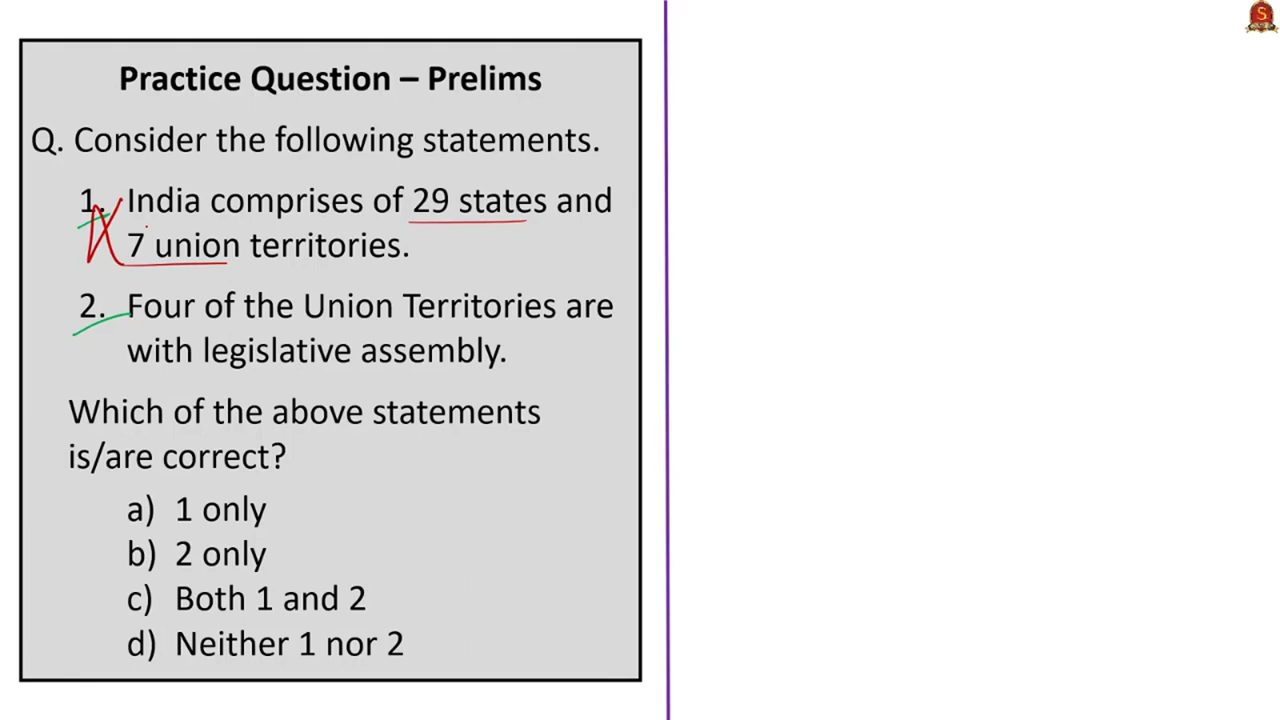 Practice Question – Prelims
Q. Consider the following statements.
1. India comprises of 29 states and
7 union territories.
2. Four of the Union Territories are
with legislative assembly.
Which of the above statements
is/are correct?
a) 1 only
b) 2 only
c) Both 1 and 2
d) Neither 1 nor 2